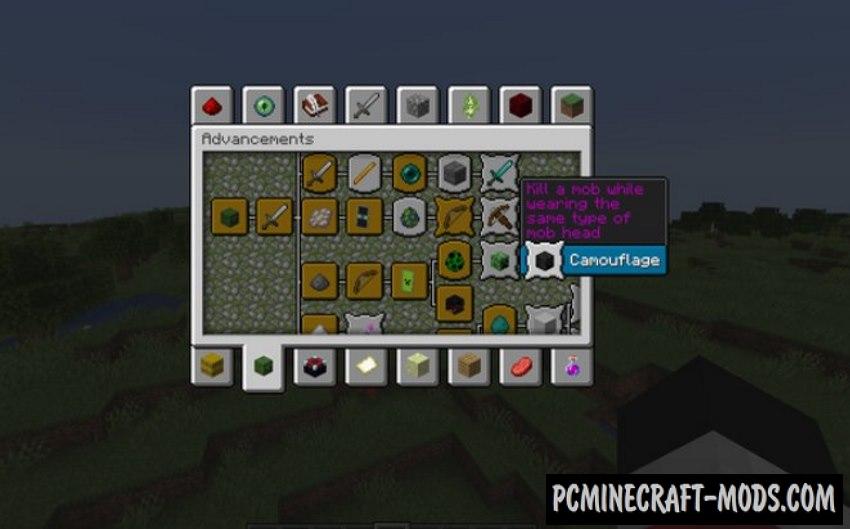 Advancements
Kill a mob while
wearing the
same type of
mob head
Camouflage
PCMINECRAFT-MODS.COM